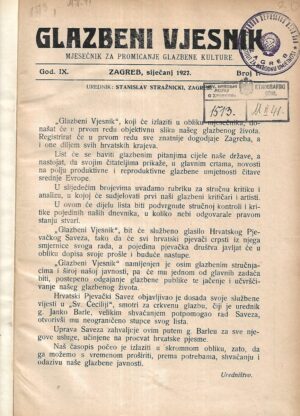 GLAZBENI VJESNIK
MJESEČNIK ZA PROMICANJE GLAZBENE KULTURE.
God. IX. ZAGREB, siječanj 1927. Broj 1.
UREDNIK: STANISLAV STRAŽNICKI,
1513. 11.X 41.
„Glazbeni Vjesnik“, koji će izlaziti u obliku mjesečnika, do-
našat će u prvom redu objektivnu sliku našeg glazbenog života.
Registrirat će u prvom redu sve znatnije dogodjaje Zagreba, i
one diljem svih hrvatskih krajeva.
List će se baviti glazbenim pitanjima cijele naše države, a
nastojat, da svojim čitateljima prikaže, u glavnim crtama, novosti
na polju produktivne i reproduktivne glazbene umjetnosti čitave
srednje Evrope.
U slijedećim brojevima uvadamo rubriku za stručnu kritiku i
analizu, u kojoj će sudjelovati prvi naši glazbeni kritičari i artisti.
U ovom će dijelu lista biti podvrgnute stručnoj kontroli i kri-
tike pojedinih naših dnevnika, u koliko nebi odgovarale pravom
stanju stvari.
„Glazbeni Vjesnik“, bit će službeno glasilo Hrvatskog Pje-
vačkog Saveza, tako da će svi hrvatski pjevači crpsti iz njega
smjernice svoga rada, a pojedina pjevačka društva javljat će u
obliku dopisa svoje prošle i buduće nastupe.
„Glazbeni Vjesnik“ namijenjen je osim glazbenim stručnja-
cima i široj našoj javnosti, pa će mu jednom od glavnih zadaća
biti, postepeno odgajanje glazbene publike te jačenje i učvršći-
vanje našeg glazbenog života.
Hrvatski Pjevački Savez objavljivao je dosada svoje službene
vijesti u „Sv. Ceciliji“, smotri za crkvenu glazbu, čiji je urednik
g. Janko Barle, velikim shvaćanjem potpomogao rad Saveza,
otvorivši mu neograničeno stupce svog lista.
Uprava Saveza zahvaljuje ovim putem g. Barleu za sve nje-
gove usluge, učinjene na procvat hrvatske pjesme.
Naš časopis počeo je izlaziti u skromnom obliku, zato, da
ga možemo s vremenom proširiti, prema potrebama, shvaćanju i
odazivu naše glazbene javnosti.
Uredništvo.